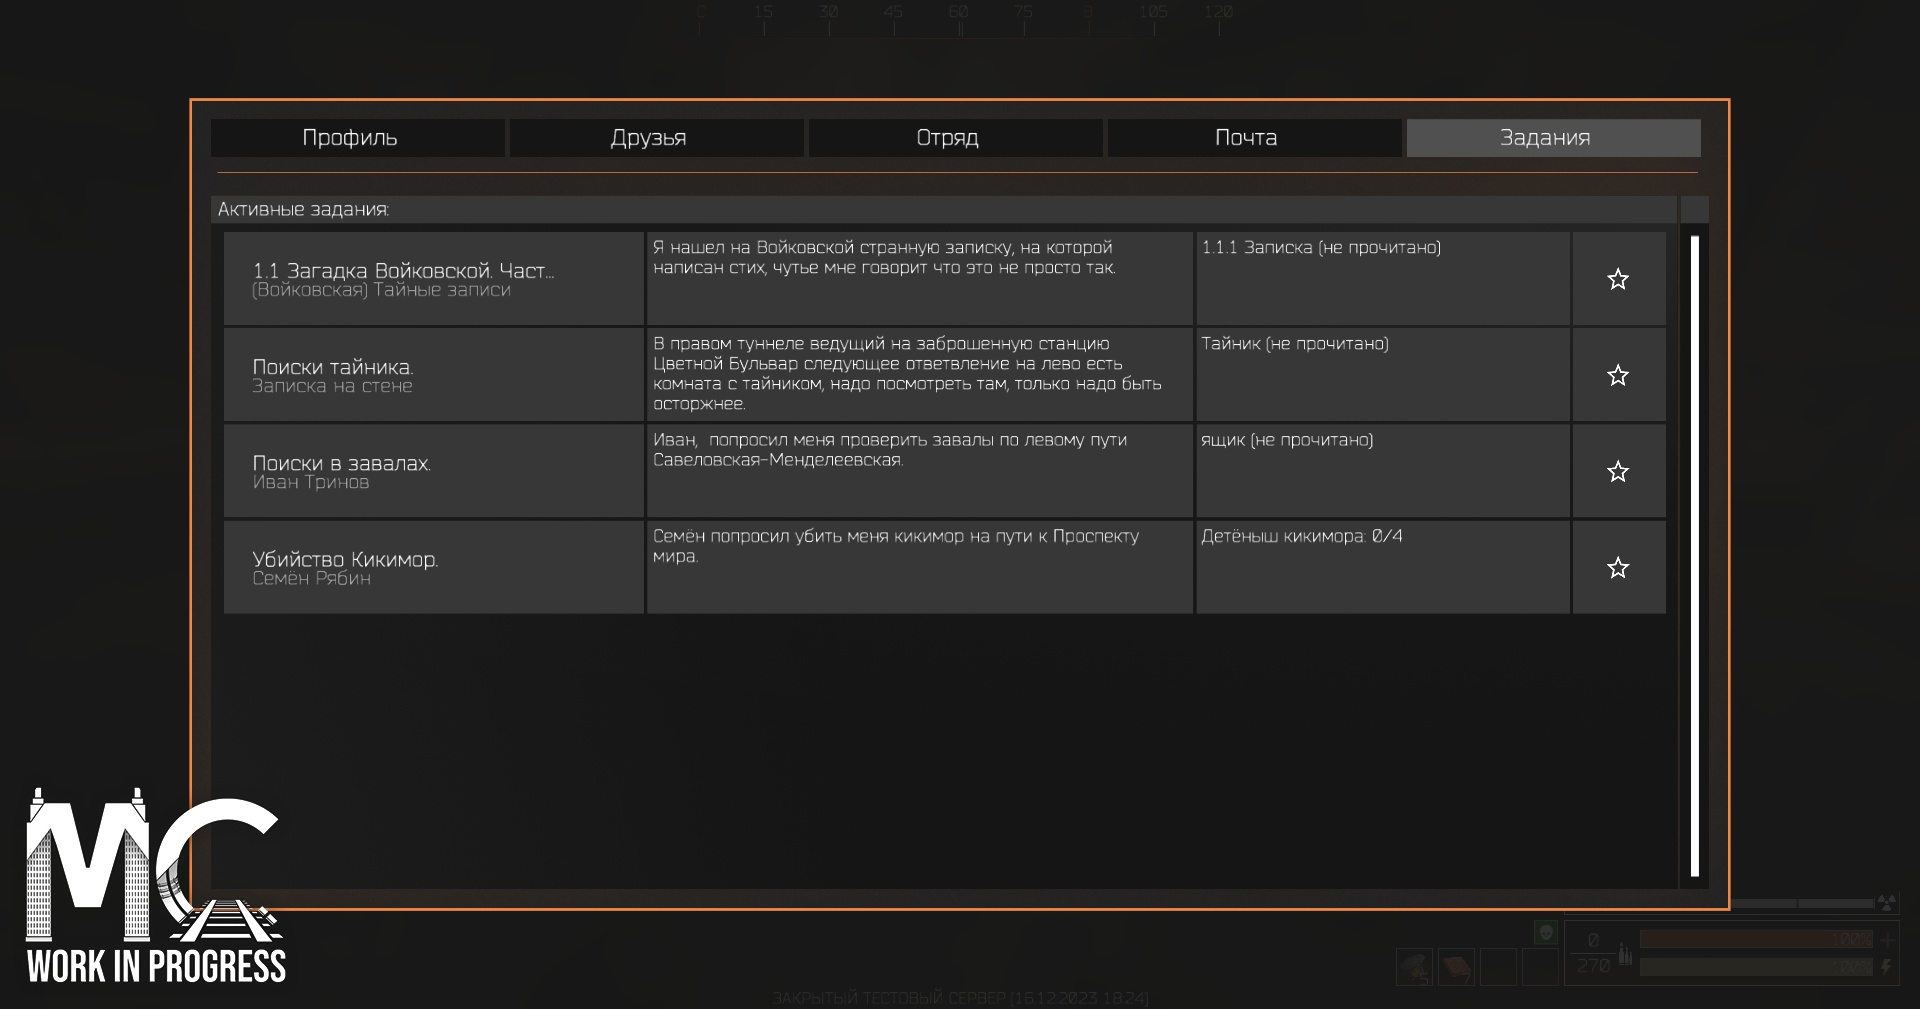 15 30 45 60 75 105 120
Профиль Друзья Отряд Почта Задания
Активные задания:
1.1 Загадка Войковской. Част...
(Войковская) Тайные записи
Я нашел на Войковской странную записку, на которой
написан стих, чутье мне говорит что это не просто так.
1.1.1 Записка (не прочитано)
Поиски тайника.
Записка на стене
В правом туннеле ведущий на заброшенную станцию
Цветной Бульвар следующее ответвление на лево есть
комната с тайником, надо посмотреть там, только надо быть
осторжнее.
Тайник (не прочитано)
Поиски в завалах.
Иван Тринов
Иван, попросил меня проверить завалы по левому пути
Савеловская-Менделеевская.
ящик (не прочитано)
Убийство Кикимор.
Семён Рябин
Семён попросил убить меня кикимор на пути к Проспекту
мира.
Детёныш кикимора: 0/4
МС
WORK IN PROGRESS
5 7
0
270
100%
100%
ЗАКРЫТЫЙ ТЕСТОВЫЙ СЕРВЕР [16.12.2023 18:24]